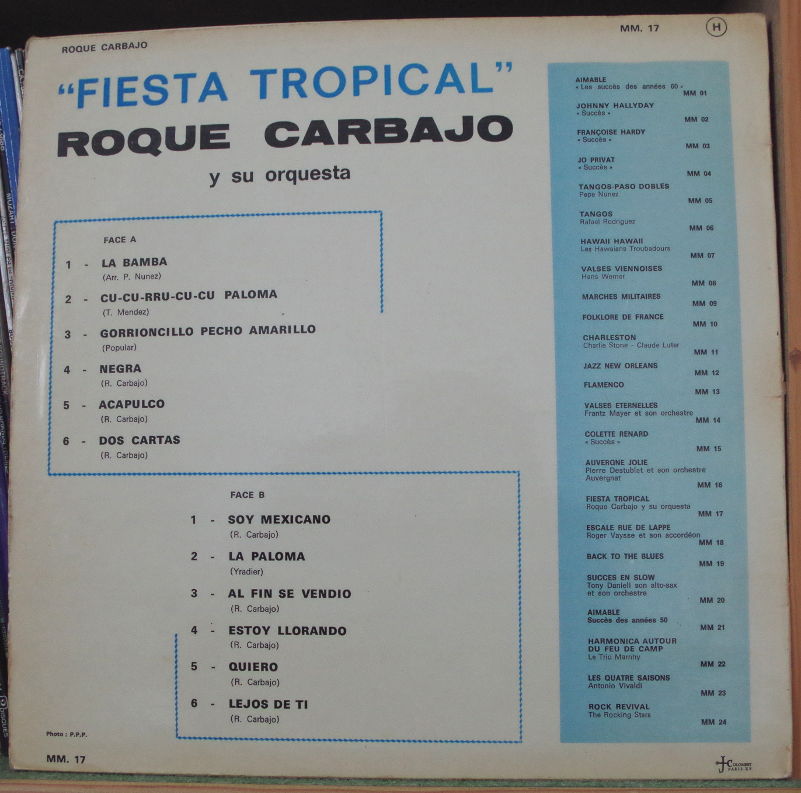 ROQUE CARBAJO
MM. 17
H
"FIESTA TROPICAL"
ROQUE CARBAJO
y su orquesta
FACE A
1 - LA BAMBA
(Arr. P. Nunez)
2 - CU-CU-RRU-CU-CU PALOMA
(T. Mendez)
3 - GORRIONCILLO PECHO AMARILLO
(Popular)
4 - NEGRA
(R. Carbajo)
5 - ACAPULCO
(R. Carbajo)
6 - DOS CARTAS
(R. Carbajo)
FACE B
1 - SOY MEXICANO
(R. Carbajo)
2 - LA PALOMA
(Yradier)
3 - AL FIN SE VENDIO
(R. Carbajo)
4 - ESTOY LLORANDO
(R. Carbajo)
5 - QUIERO
(R. Carbajo)
6 - LEJOS DE TI
(R. Carbajo)
Photo : P.P.P.
MM. 17
AIMABLE
« Les succès des années 60 »
MM 01
JOHNNY HALLYDAY
« Succès »
MM 02
FRANÇOISE HARDY
« Succès »
MM 03
JO PRIVAT
« Succès »
MM 04
TANGOS-PASO DOBLES
Pepe Nunez
MM 05
TANGOS
Rafael Rodriguez
MM 06
HAWAII HAWAII
Les Hawaians Troubadours
MM 07
VALSES VIENNOISES
Hans Werner
MM 08
MARCHES MILITAIRES
MM 09
FOLKLORE DE FRANCE
MM 10
CHARLESTON
Charlie Stone - Claude Luter
MM 11
JAZZ NEW ORLEANS
MM 12
FLAMENCO
MM 13
VALSES ETERNELLES
Frantz Mayer et son orchestre
MM 14
COLETTE RENARD
« Succès »
MM 15
AUVERGNE JOLIE
Pierre Destublet et son orchestre
Auvergnat
MM 16
FIESTA TROPICAL
Roque Carbajo y su orquesta
MM 17
ESCALE RUE DE LAPPE
Roger Vaysse et son accordéon
MM 18
BACK TO THE BLUES
MM 19
SUCCES EN SLOW
Tony Danieli son alto-sax
et son orchestre
MM 20
AIMABLE
Succès des années 50
MM 21
HARMONICA AUTOUR
DU FEU DE CAMP
Le Trio Mammy
MM 22
LES QUATRE SAISONS
Antonio Vivaldi
MM 23
ROCK REVIVAL
The Rocking Stars
MM 24